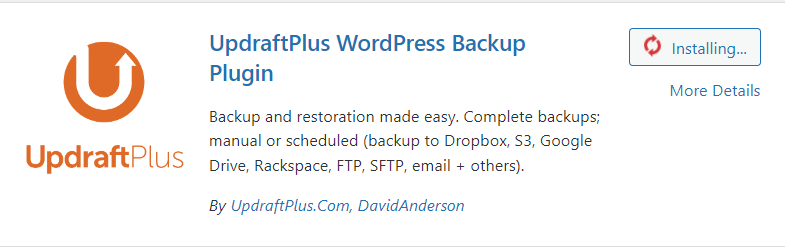 UpdraftPlus WordPress Backup
Plugin
Installing...
More Details
Backup and restoration made easy. Complete backups;
manual or scheduled (backup to Dropbox, S3, Google
Drive, Rackspace, FTP, SFTP, email + others).
UpdraftPlus
By UpdraftPlus.Com, DavidAnderson